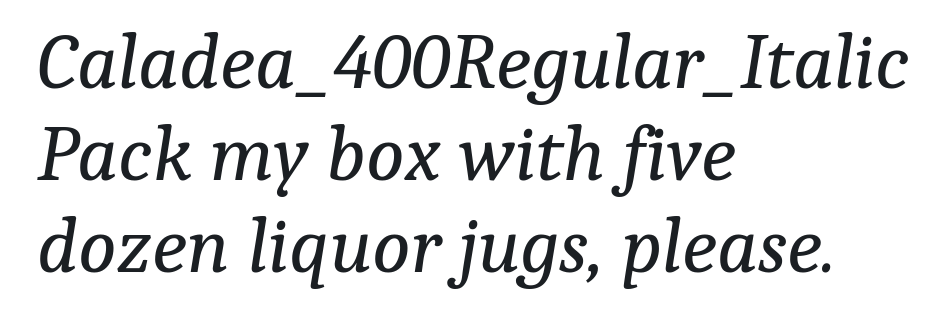 Caladea_400Regular_Italic
Pack my box with five
dozen liquor jugs, please.